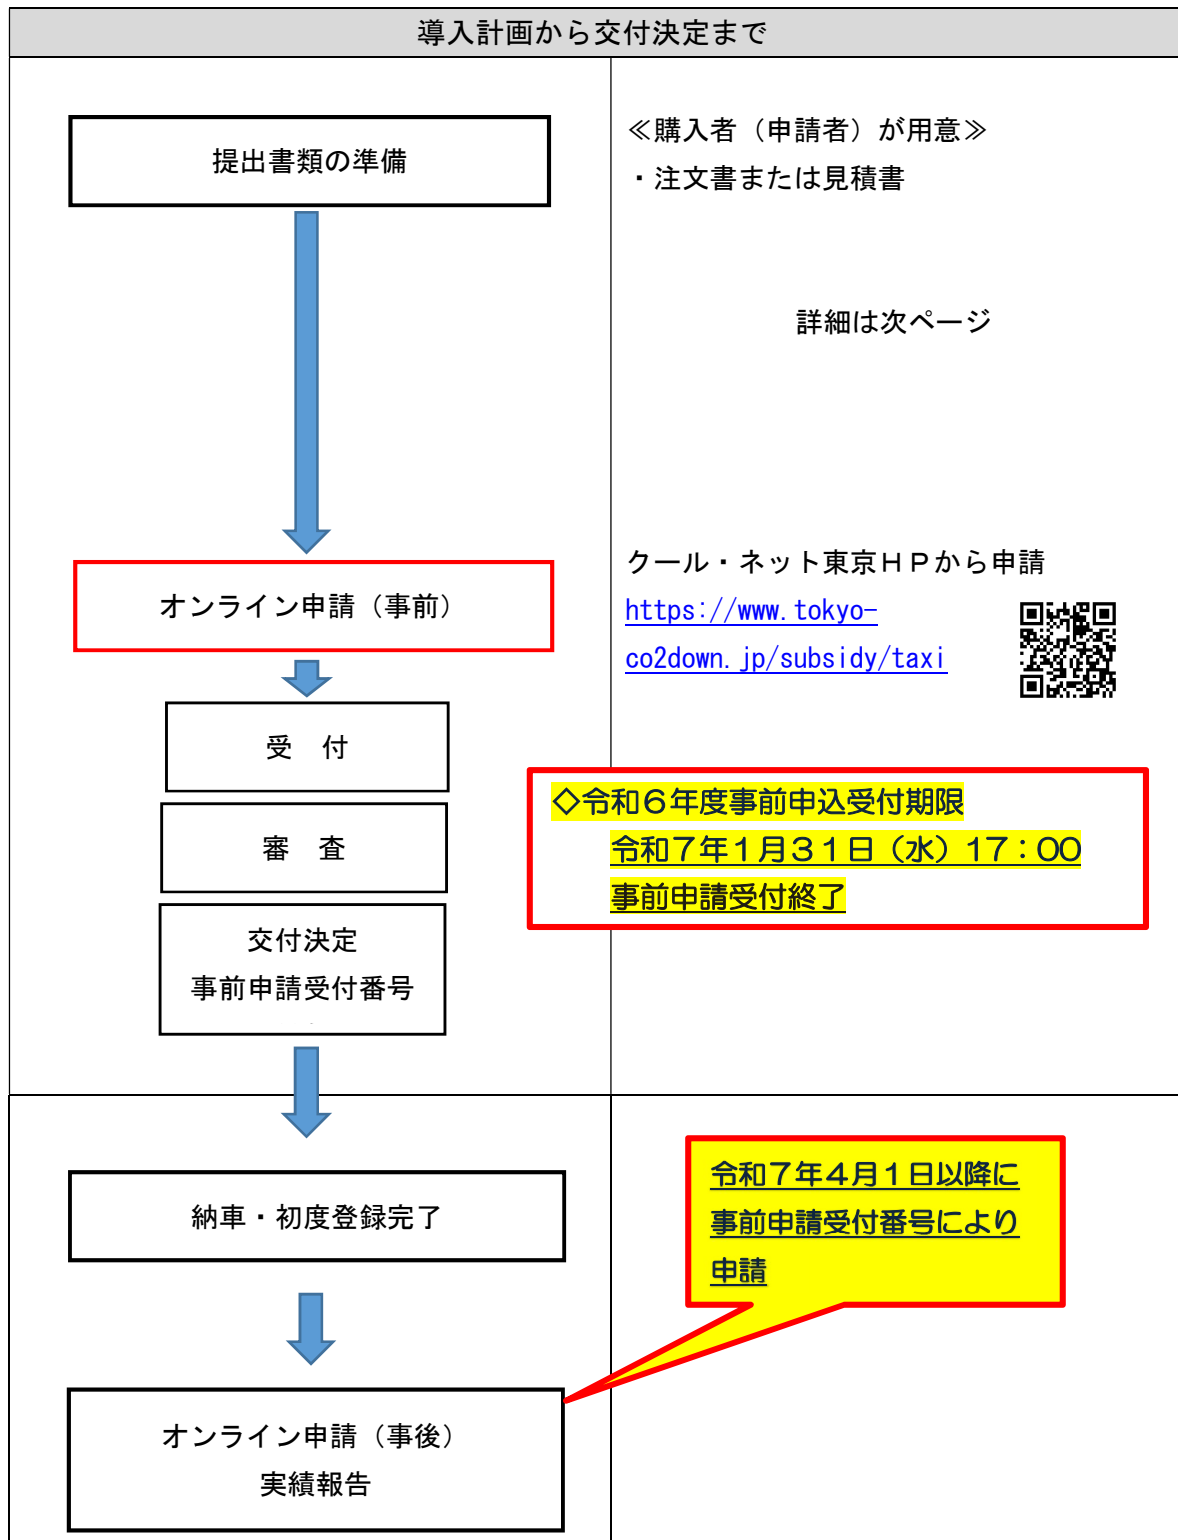 導入計画から交付決定まで
提出書類の準備
≪購入者（申請者）が用意≫
・注文書または見積書
詳細は次ページ
オンライン申請（事前）
クール・ネット東京ＨＰから申請
https://www.tokyo-
co2down.jp/subsidy/taxi
受　付
審　査
交付決定
事前申請受付番号
◇令和６年度事前申込受付期限
令和７年１月３１日（水）１７：００
事前申請受付終了
納車・初度登録完了
令和７年４月１日以降に
事前申請受付番号により
申請
オンライン申請（事後）
実績報告